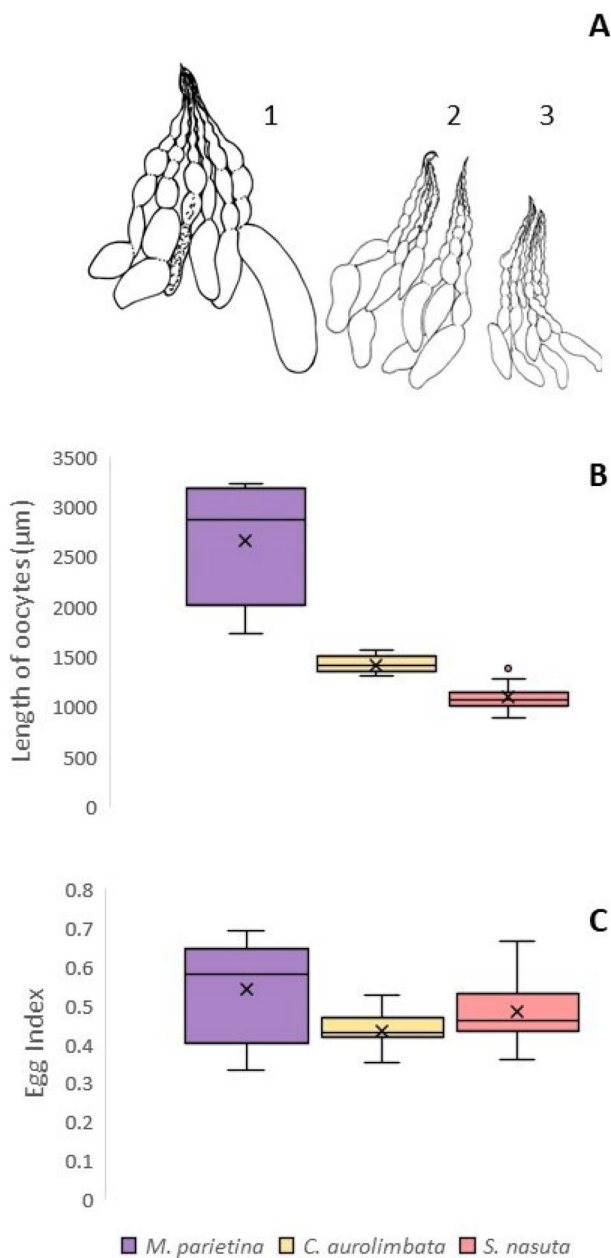 A
1 2 3
B
Length of oocytes (μm)
3500
3000
2500
2000
1500
1000
500
0
C
Egg Index
0.8
0.7
0.6
0.5
0.4
0.3
0.2
0.1
0
M. parietina C. aurolimbata S. nasuta